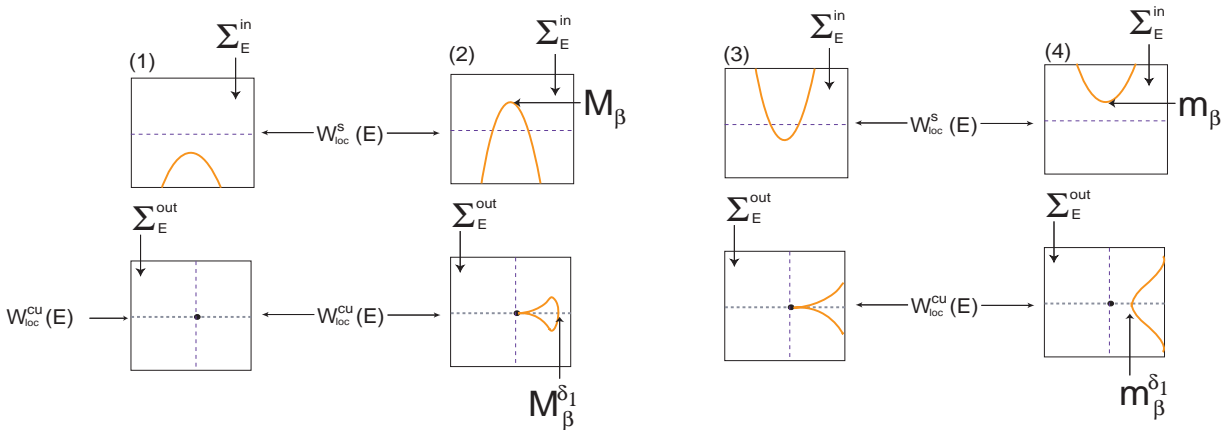 Σ_E^in
Σ_E^in
Σ_E^in
Σ_E^in
(1)
(2)
(3)
(4)
M_β
m_β
W_loc^s (E)
W_loc^s (E)
Σ_E^out
Σ_E^out
Σ_E^out
Σ_E^out
W_loc^cu (E)
W_loc^cu (E)
W_loc^cu (E)
M_β^δ₁
m_β^δ₁